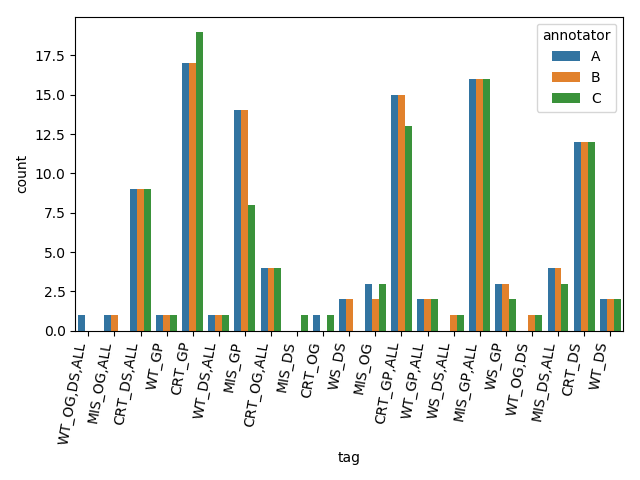 annotator
A
B
C
17.5
15.0
12.5
10.0
7.5
5.0
2.5
0.0
count
WT_OG,DS,ALL
MIS_OG,ALL
CRT_DS,ALL
WT_GP
CRT_GP
WT_DS,ALL
MIS_GP
CRT_OG,ALL
MIS_DS
CRT_OG
WS_DS
MIS_OG
CRT_GP,ALL
WT_GP,ALL
WS_DS,ALL
MIS_GP,ALL
WS_GP
WT_OG,DS
MIS_DS,ALL
CRT_DS
WT_DS
tag